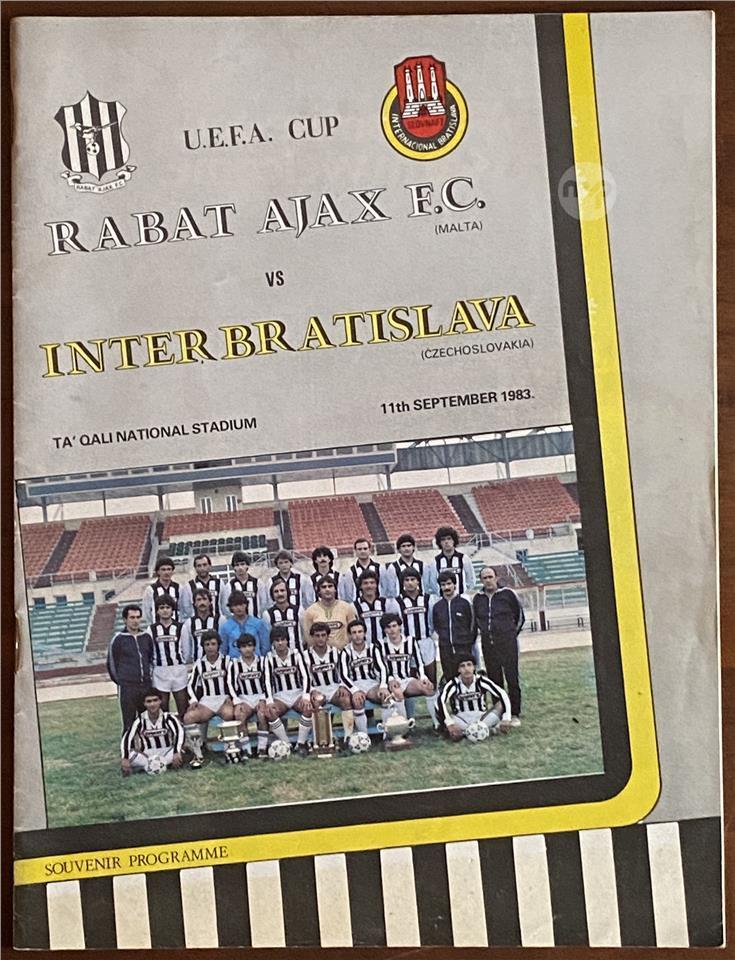 RABAT AJAX F.C.
U.E.F.A. CUP
SLOVNAFT
INTERNACIONAL BRATISLAVA
RABAT AJAX F.C.
(MALTA)
VS
INTER BRATISLAVA
(CZECHOSLOVAKIA)
TA' QALI NATIONAL STADIUM
11th SEPTEMBER 1983.
SOUVENIR PROGRAMME